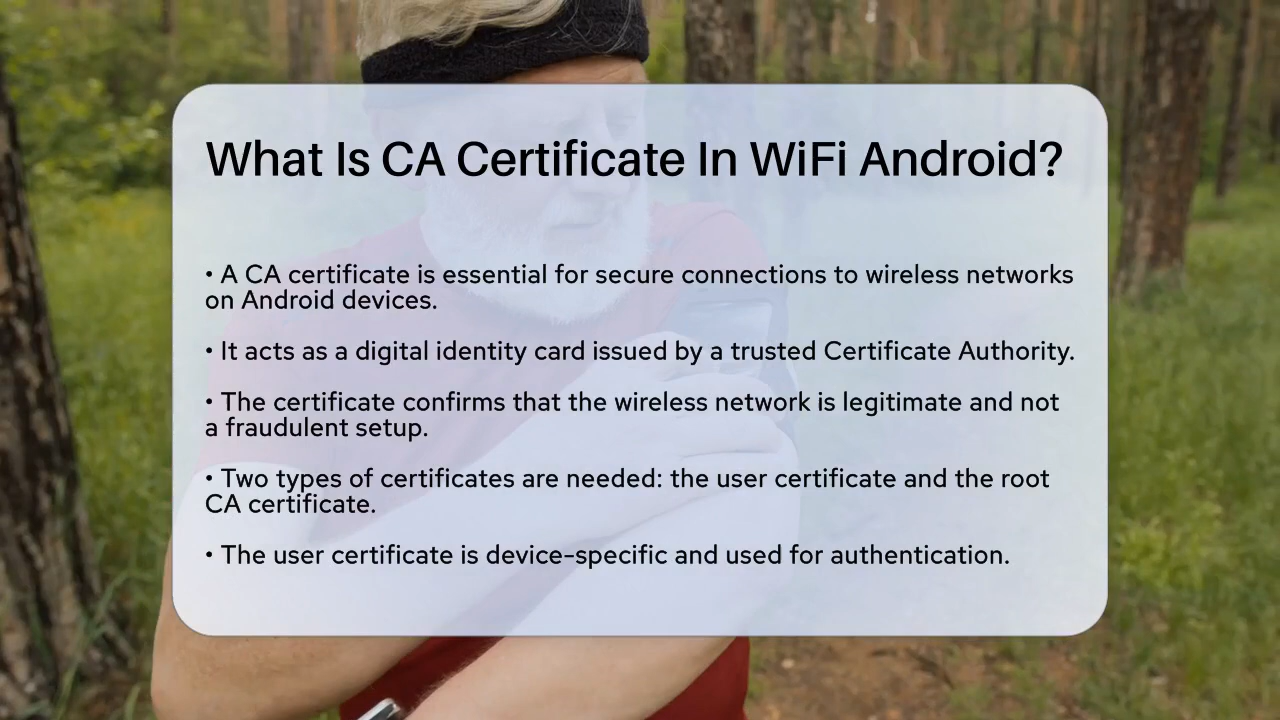 What Is CA Certificate In WiFi Android?
• A CA certificate is essential for secure connections to wireless networks
on Android devices.
• It acts as a digital identity card issued by a trusted Certificate Authority.
• The certificate confirms that the wireless network is legitimate and not
a fraudulent setup.
• Two types of certificates are needed: the user certificate and the root
CA certificate.
• The user certificate is device-specific and used for authentication.